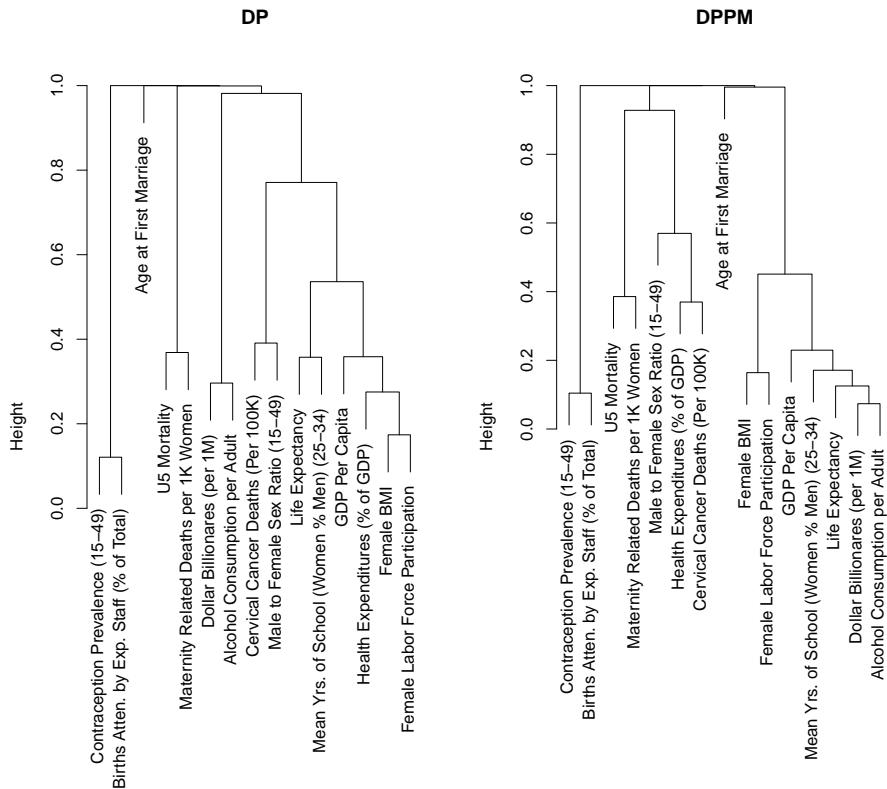 DP
Height
0.0
0.2
0.4
0.6
0.8
1.0
Contraception Prevalence (15−49)
Births Atten. by Exp. Staff (% of Total)
Age at First Marriage
U5 Mortality
Maternity Related Deaths per 1K Women
Dollar Billionares (per 1M)
Alcohol Consumption per Adult
Cervical Cancer Deaths (Per 100K)
Male to Female Sex Ratio (15−49)
Life Expectancy
Mean Yrs. of School (Women % Men) (25−34)
GDP Per Capita
Health Expenditures (% of GDP)
Female BMI
Female Labor Force Participation
DPPM
Height
0.0
0.2
0.4
0.6
0.8
1.0
Contraception Prevalence (15−49)
Births Atten. by Exp. Staff (% of Total)
U5 Mortality
Maternity Related Deaths per 1K Women
Male to Female Sex Ratio (15−49)
Health Expenditures (% of GDP)
Cervical Cancer Deaths (Per 100K)
Age at First Marriage
Female BMI
Female Labor Force Participation
GDP Per Capita
Mean Yrs. of School (Women % Men) (25−34)
Life Expectancy
Dollar Billionares (per 1M)
Alcohol Consumption per Adult